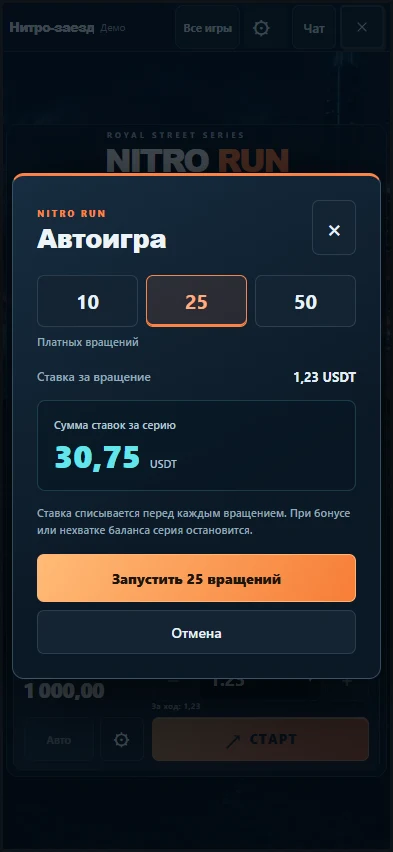 Нитро-заезд Демо Все игры Чат ×
ROYAL STREET SERIES
NITRO RUN
NITRO RUN
Автоигра
×
10 25 50
Платных вращений
Ставка за вращение 1,23 USDT
Сумма ставок за серию
30,75 USDT
Ставка списывается перед каждым вращением. При бонусе
или нехватке баланса серия остановится.
Запустить 25 вращений
Отмена
1 000,00 − 1.23 +
За ход: 1,23
Авто СТАРТ